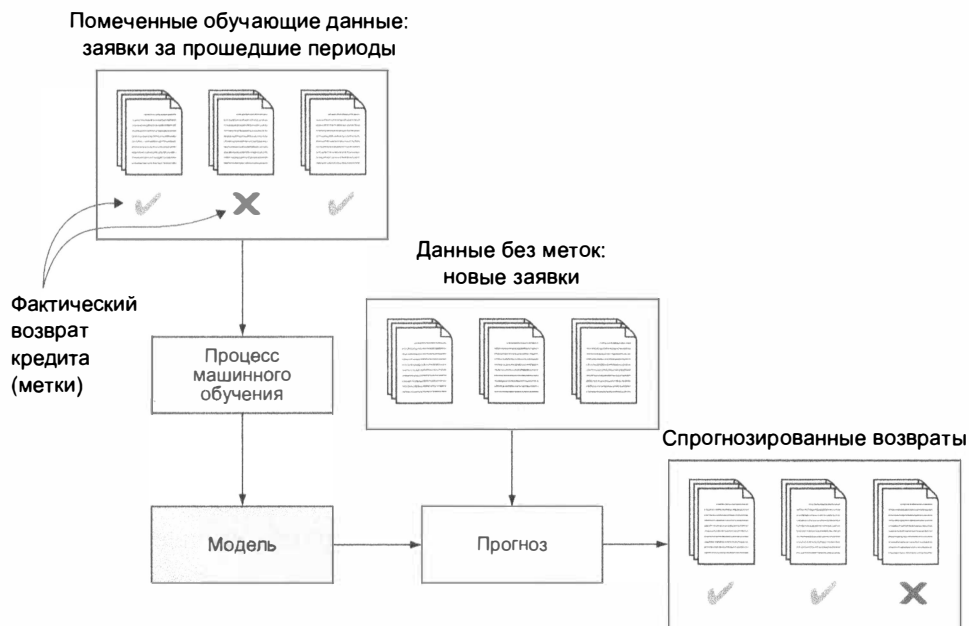 Помеченные обучающие данные:
заявки за прошедшие периоды
Фактический
возврат
кредита
(метки)
Данные без меток:
новые заявки
Процесс
машинного
обучения
Спрогнозированные возвраты
Модель
Прогноз